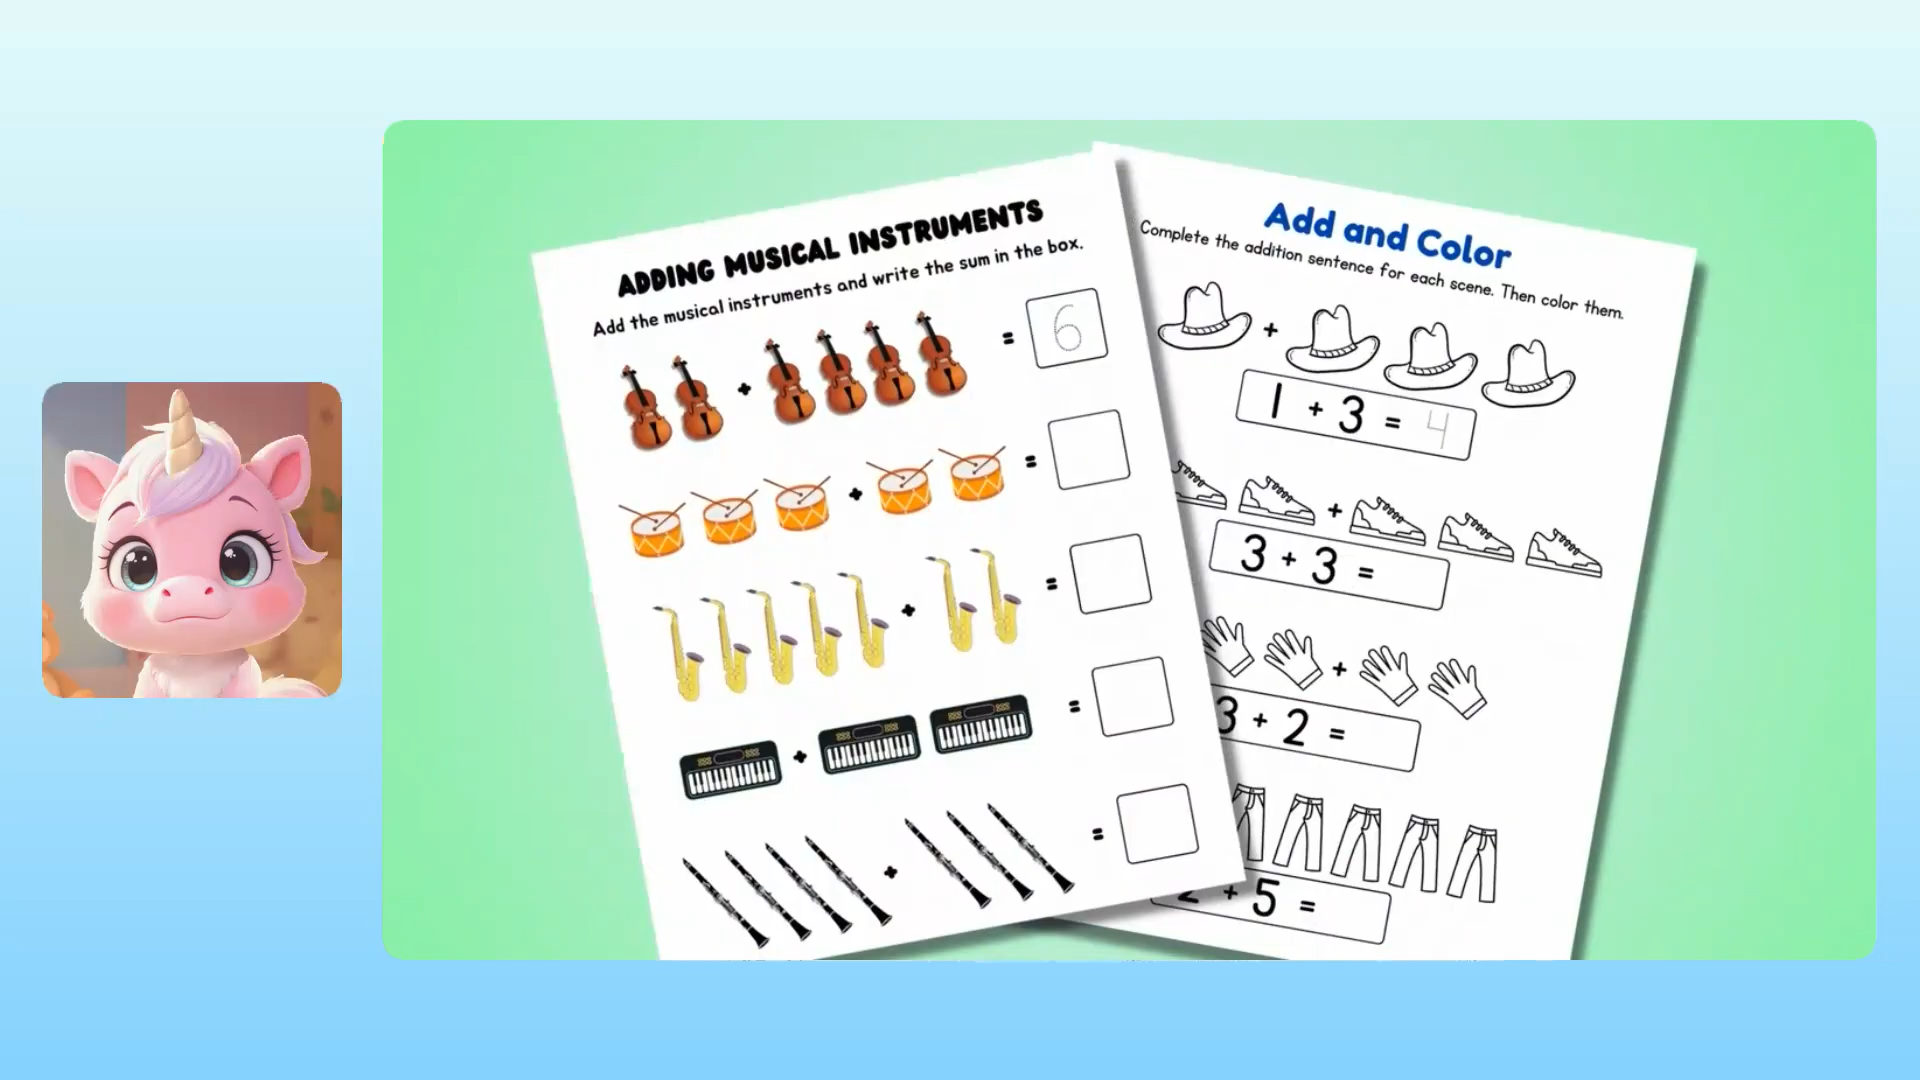 ADDING MUSICAL INSTRUMENTS
Add the musical instruments and write the sum in the box.
+ = 6
+ =
+ =
+ =
+ =
Add and Color
Complete the addition sentence for each scene. Then color them.
+
1 + 3 = 4
+
3 + 3 =
+
3 + 2 =
2 + 5 =